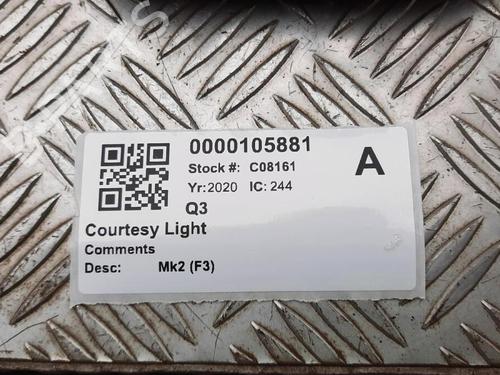 0000105881
Stock #: C08161 A
Yr:2020 IC:244
Q3
Courtesy Light
Comments
Desc: Mk2 (F3)